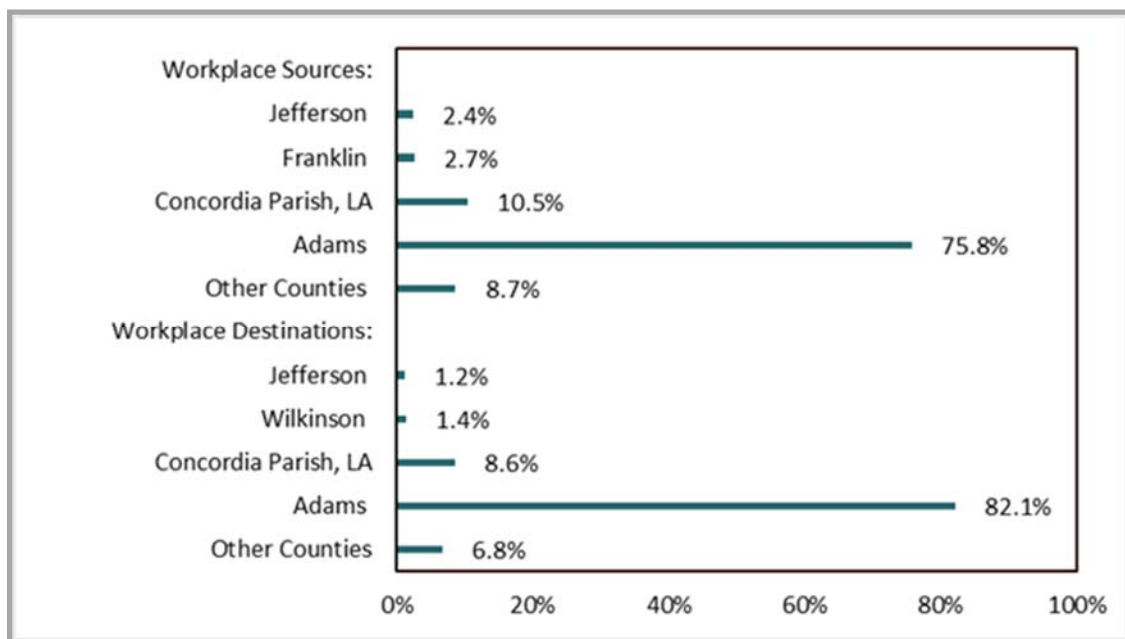 Workplace Sources:
Jefferson 2.4%
Franklin 2.7%
Concordia Parish, LA 10.5%
Adams 75.8%
Other Counties 8.7%
Workplace Destinations:
Jefferson 1.2%
Wilkinson 1.4%
Concordia Parish, LA 8.6%
Adams 82.1%
Other Counties 6.8%
0% 20% 40% 60% 80% 100%